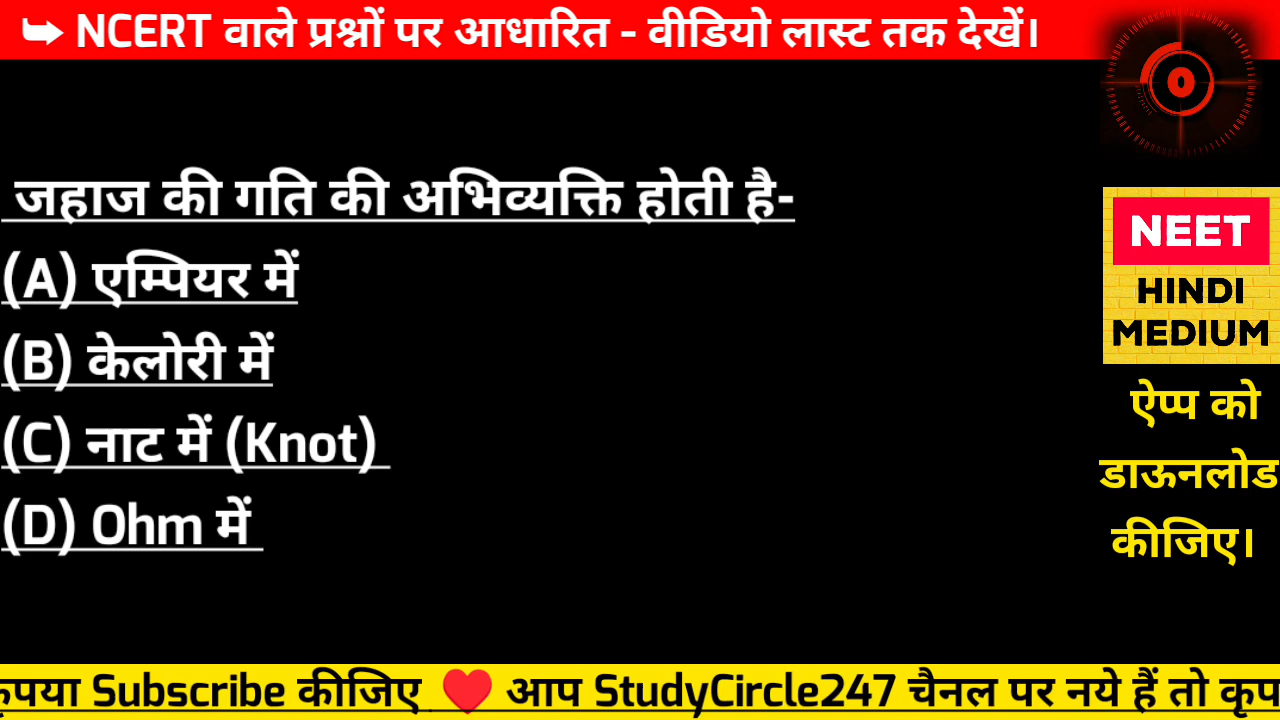 NCERT वाले प्रश्नों पर आधारित - वीडियो लास्ट तक देखें।
0
जहाज की गति की अभिव्यक्ति होती है-
(A) एम्पियर में
(B) केलोरी में
(C) नाट में (Knot)
(D) Ohm में
NEET
HINDI
MEDIUM
ऐप्प को
डाऊनलोड
कीजिए।
कृपया Subscribe कीजिए ❤️ आप StudyCircle247 चैनल पर नये हैं तो कृप